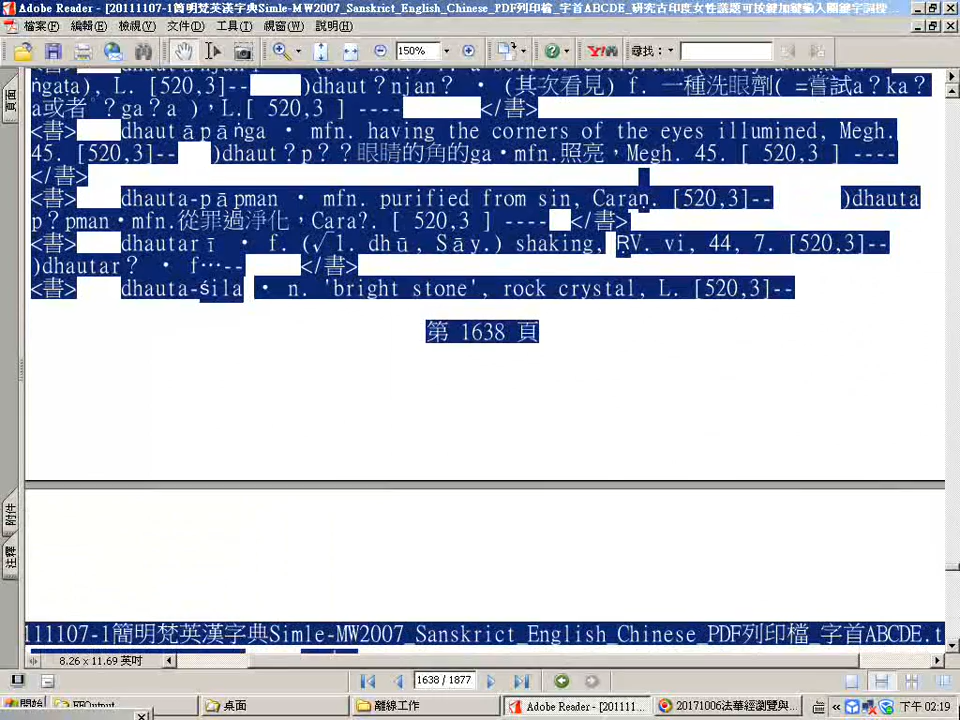 Adobe Reader - [20111107-1簡明梵英漢字典Simle-MW2007_Sanskrict_English_Chinese_PDF列印檔_字首ABCDE_研究古印度女性議題可按鍵加鍵輸入關鍵字詞搜
檔案(F) 編輯(E) 檢視(V) 文件(D) 工具(T) 視窗(W) 說明(H)
150% 尋找：
頁面
ṅgata), L. [520,3]-- )dhaut？njan？ • (其次看見) f. 一種洗眼劑( =嘗試a？ka？
a或者°？ga？a )，L.[ 520,3 ] ---- </書>
<書> dhautāpāṅga • mfn. having the corners of the eyes illumined, Megh.
45. [520,3]-- )dhaut？p？？眼睛的角的ga•mfn.照亮，Megh. 45. [ 520,3 ] ----
</書>
<書> dhauta-pāpman • mfn. purified from sin, Caraṇ. [520,3]-- )dhauta
p？pman•mfn.從罪過淨化，Cara?. [ 520,3 ] ---- </書>
<書> dhautarī • f. (√1. dhū, Sāy.) shaking, ṚV. vi, 44, 7. [520,3]--
)dhautar？ • f…-- </書>
<書> dhauta-śila • n. 'bright stone', rock crystal, L. [520,3]--
第 1638 頁
附件
注釋
111107-1簡明梵英漢字典Simle-MW2007_Sanskrict_English_Chinese_PDF列印檔_字首ABCDE.t
8.26 x 11.69 英吋
1638 / 1877
開始 FFOutput 桌面 離線工作 Adobe Reader - [201111... 20171006法華經瀏覽與... 下午 02:19